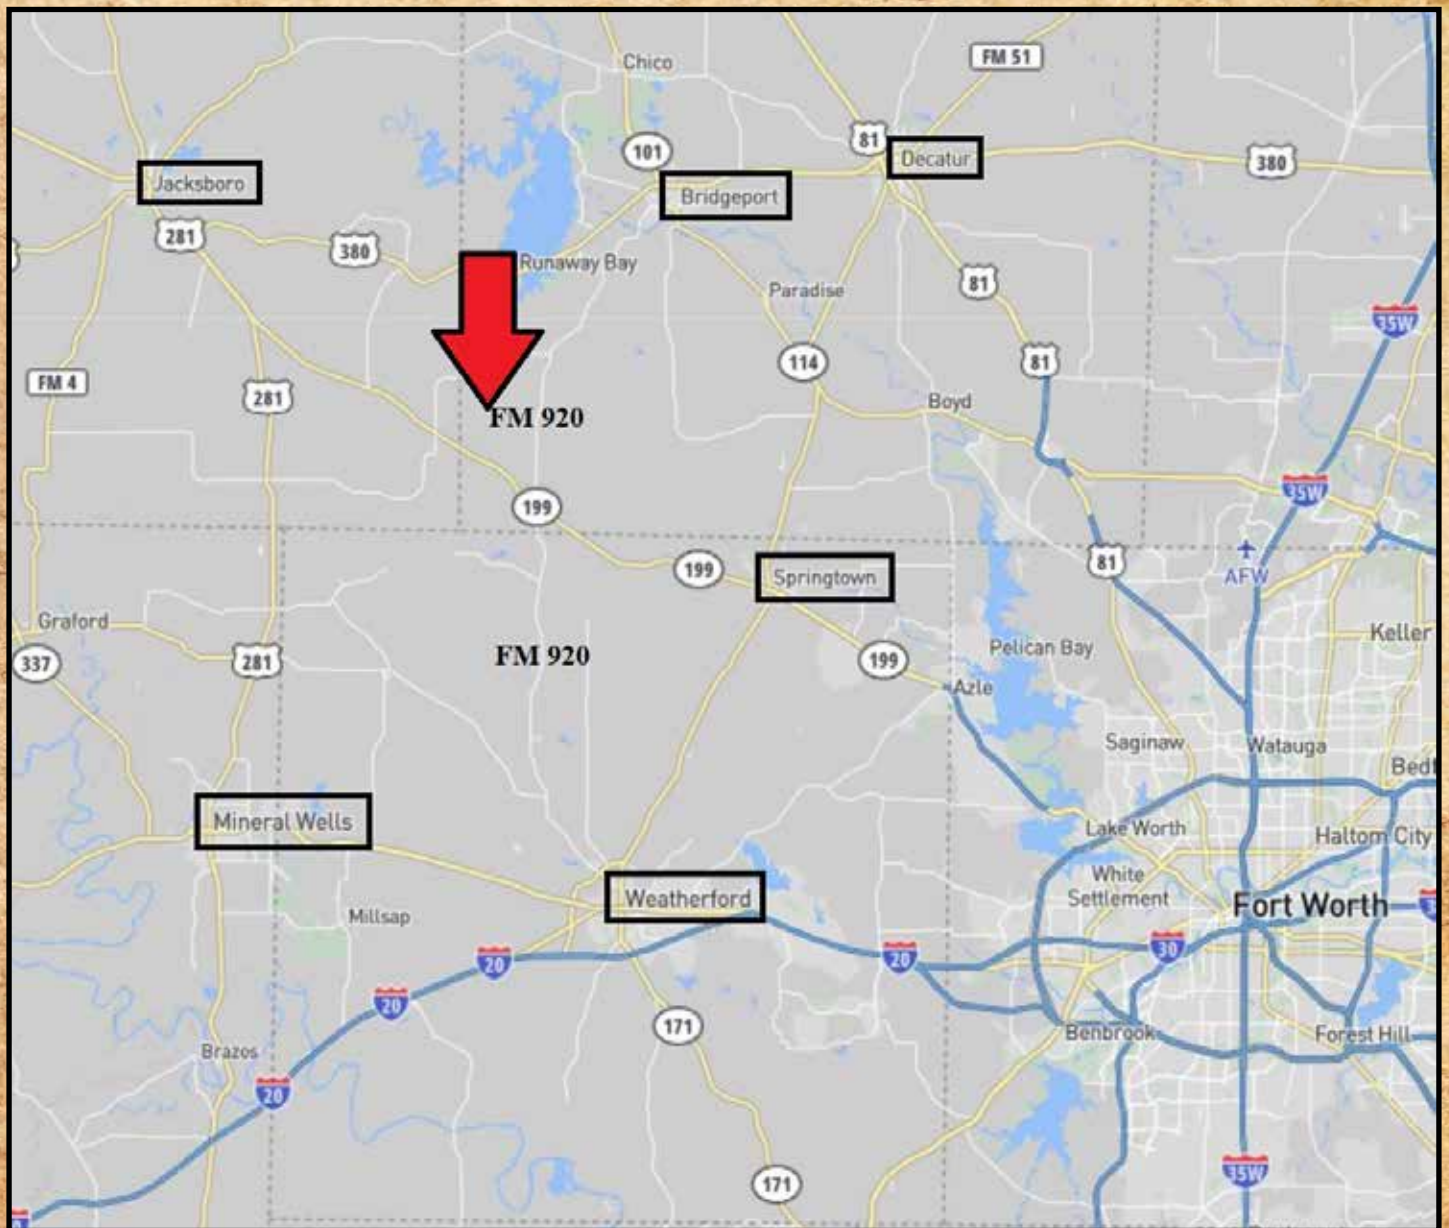 Chico
FM 51
101
81
Decatur
380
Jacksboro
Bridgeport
281
380
Runaway Bay
81
Paradise
35W
114
81
FM 4
281
Boyd
FM 920
35W
199
81
199
Springtown
AFW
Graford
Keller
337
281
FM 920
199
Pelican Bay
Azle
Saginaw
Watauga
Bedf
Mineral Wells
Lake Worth
Haltom City
White
Settlement
Weatherford
Fort Worth
Millsap
20
20
30
20
171
Benbrook
Forest Hill
Brazos
20
35W
171